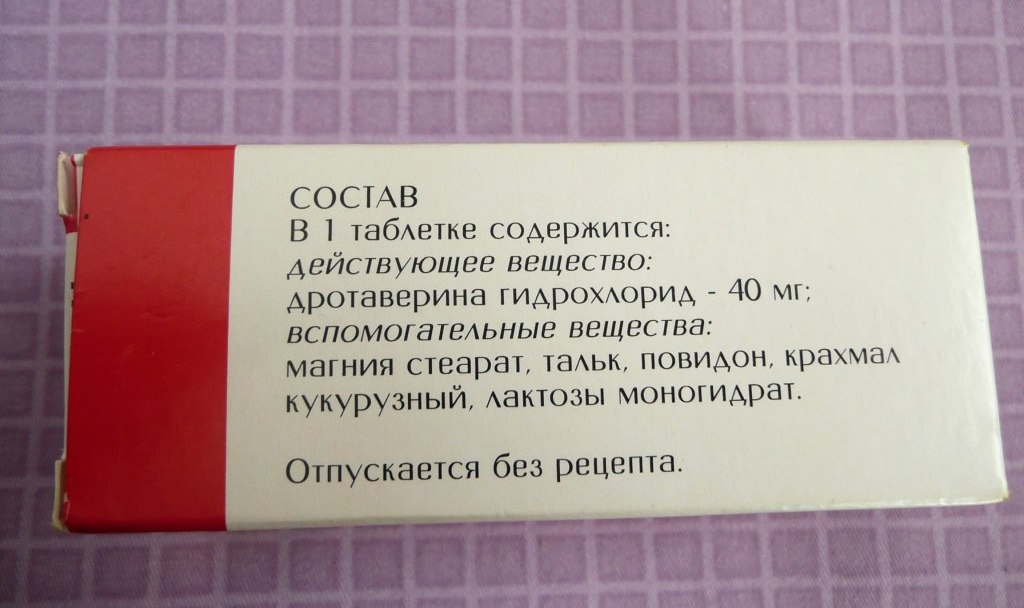 СОСТАВ
В 1 таблетке содержится:
действующее вещество:
дротаверина гидрохлорид - 40 мг;
вспомогательные вещества:
магния стеарат, тальк, повидон, крахмал
кукурузный, лактозы моногидрат.
Отпускается без рецепта.